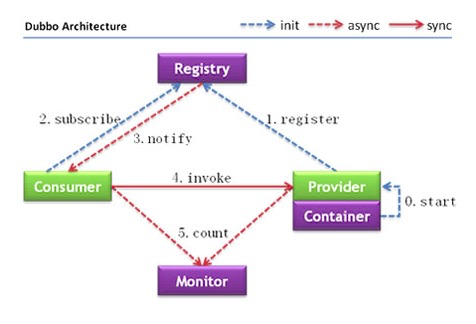 Dubbo Architecture
init
async
sync
Registry
2. subscribe
1. register
3. notify
Consumer
4. invoke
Provider
Container
0. start
5. count
Monitor